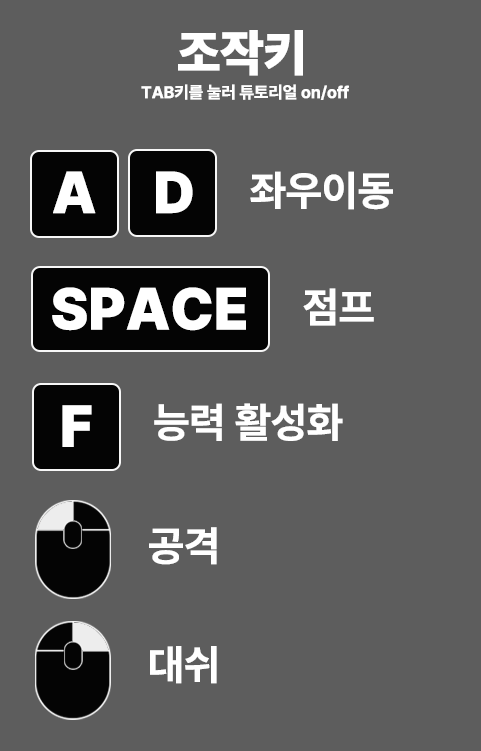 조작키
TAB키를 눌러 튜토리얼 on/off
A D 좌우이동
SPACE 점프
F 능력 활성화
공격
대쉬